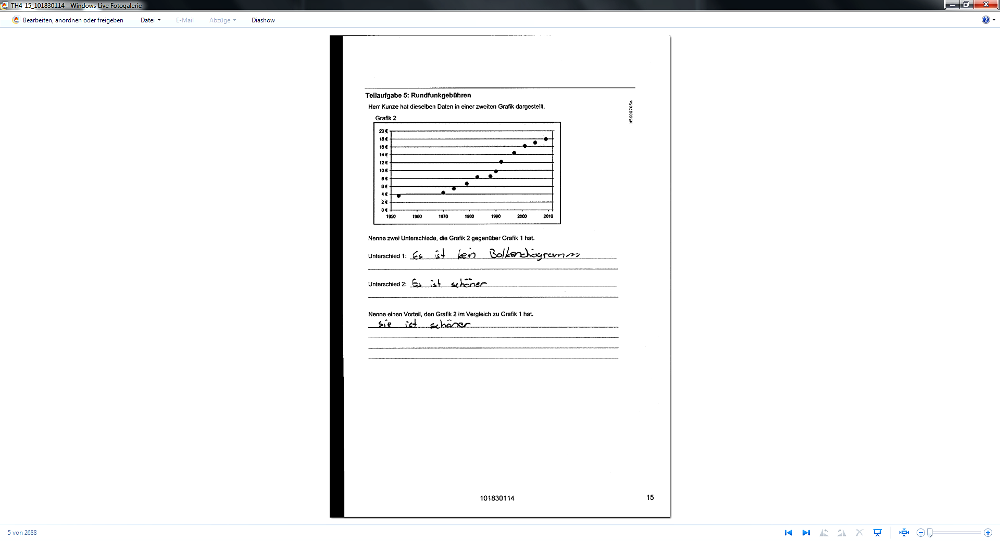 TH4-15_101830114 - Windows Live Fotogalerie
Bearbeiten, anordnen oder freigeben Datei E-Mail Abzüge Diashow
Teilaufgabe 5: Rundfunkgebühren
Herr Kunze hat dieselben Daten in einer zweiten Grafik dargestellt.
M5600705a
Grafik 2
20 €
18 €
16 €
14 €
12 €
10 €
8 €
6 €
4 €
2 €
0 €
1950 1960 1970 1980 1990 2000 2010
Nenne zwei Unterschiede, die Grafik 2 gegenüber Grafik 1 hat.
Unterschied 1: Es ist kein Balkendiagramm
Unterschied 2: Es ist schöner
Nenne einen Vorteil, den Grafik 2 im Vergleich zu Grafik 1 hat.
sie ist schöner
101830114 15
5 von 2688